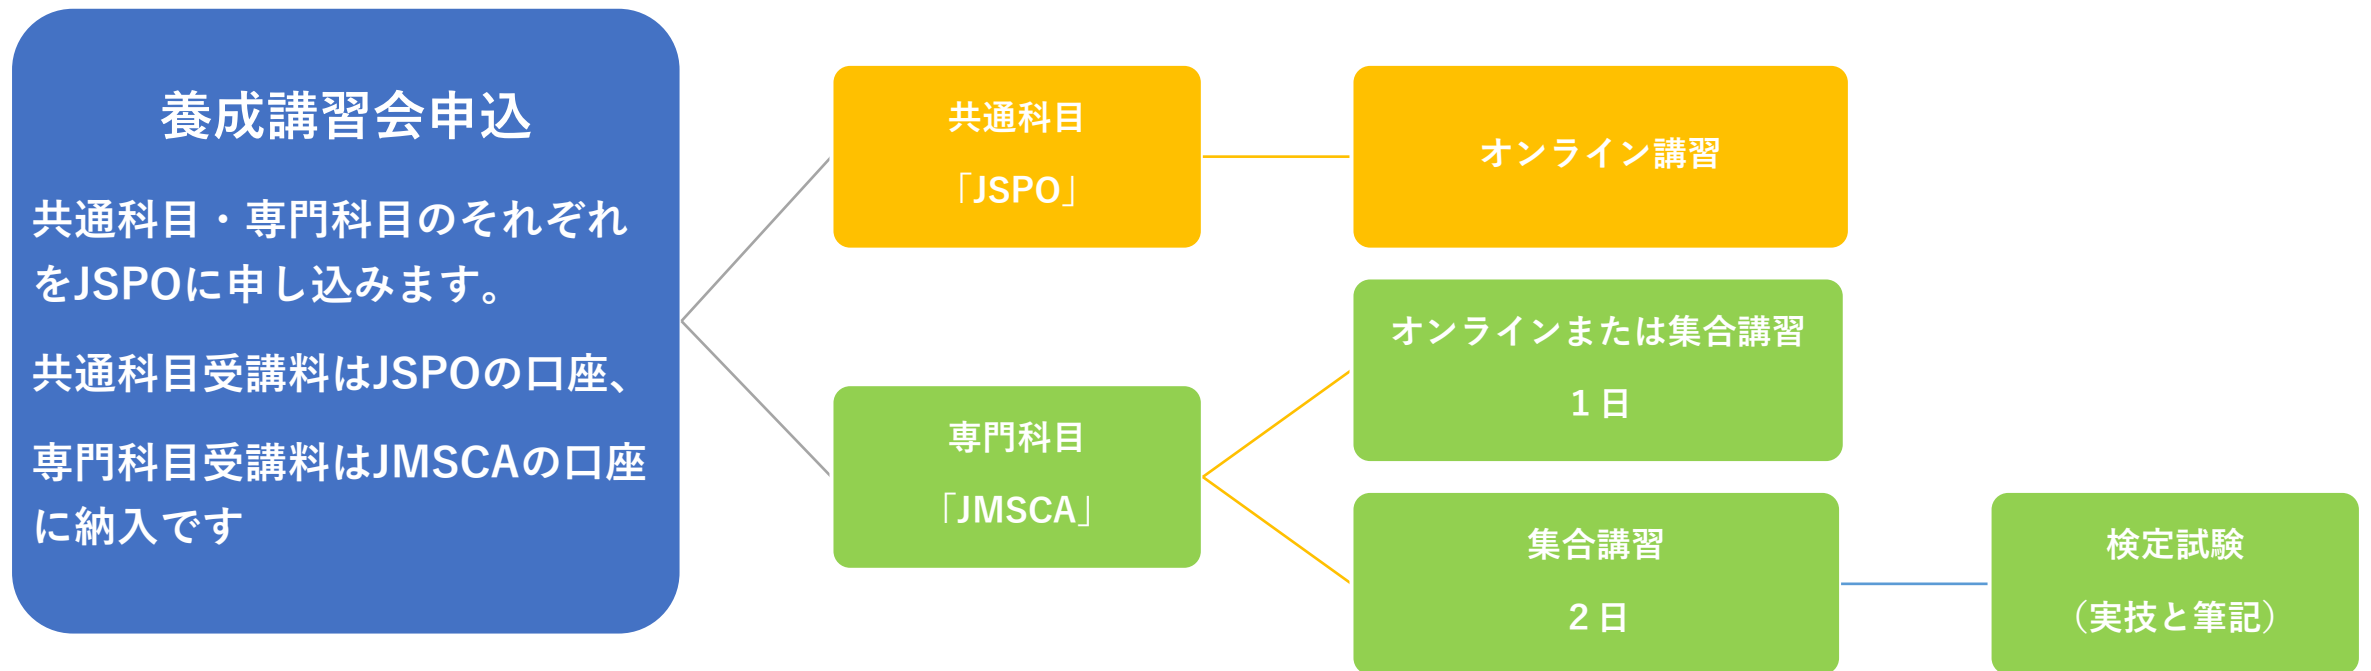 養成講習会申込
共通科目・専門科目のそれぞれ
をJSPOに申し込みます。
共通科目受講料はJSPOの口座、
専門科目受講料はJMSCAの口座
に納入です
共通科目
「JSPO」
オンライン講習
専門科目
「JMSCA」
オンラインまたは集合講習
1 日
集合講習
2 日
検定試験
（実技と筆記）